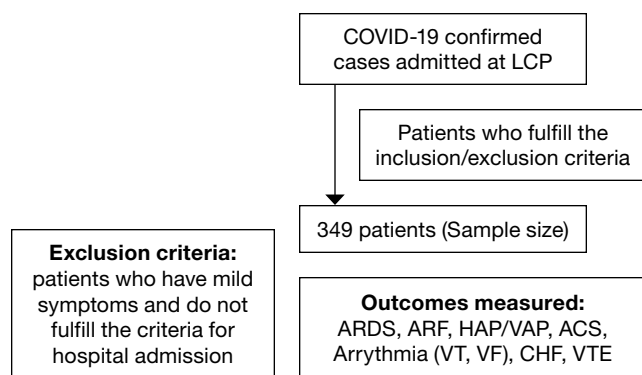 COVID-19 confirmed
cases admitted at LCP
Patients who fulfill the
inclusion/exclusion criteria
349 patients (Sample size)
Exclusion criteria:
patients who have mild
symptoms and do not
fulfill the criteria for
hospital admission
Outcomes measured:
ARDS, ARF, HAP/VAP, ACS,
Arrythmia (VT, VF), CHF, VTE